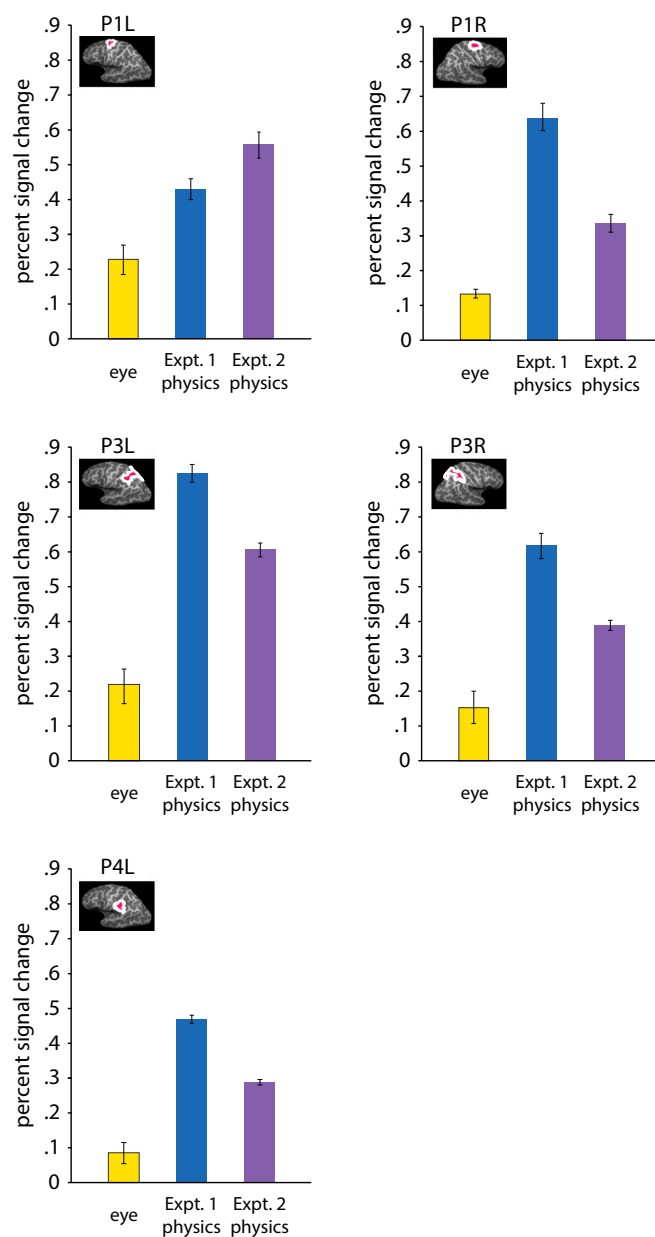 P1L
percent signal change
.9
.8
.7
.6
.5
.4
.3
.2
.1
0
eye
Expt. 1
physics
Expt. 2
physics
P1R
percent signal change
.9
.8
.7
.6
.5
.4
.3
.2
.1
0
eye
Expt. 1
physics
Expt. 2
physics
P3L
percent signal change
.9
.8
.7
.6
.5
.4
.3
.2
.1
0
eye
Expt. 1
physics
Expt. 2
physics
P3R
percent signal change
.9
.8
.7
.6
.5
.4
.3
.2
.1
0
eye
Expt. 1
physics
Expt. 2
physics
P4L
percent signal change
.9
.8
.7
.6
.5
.4
.3
.2
.1
0
eye
Expt. 1
physics
Expt. 2
physics